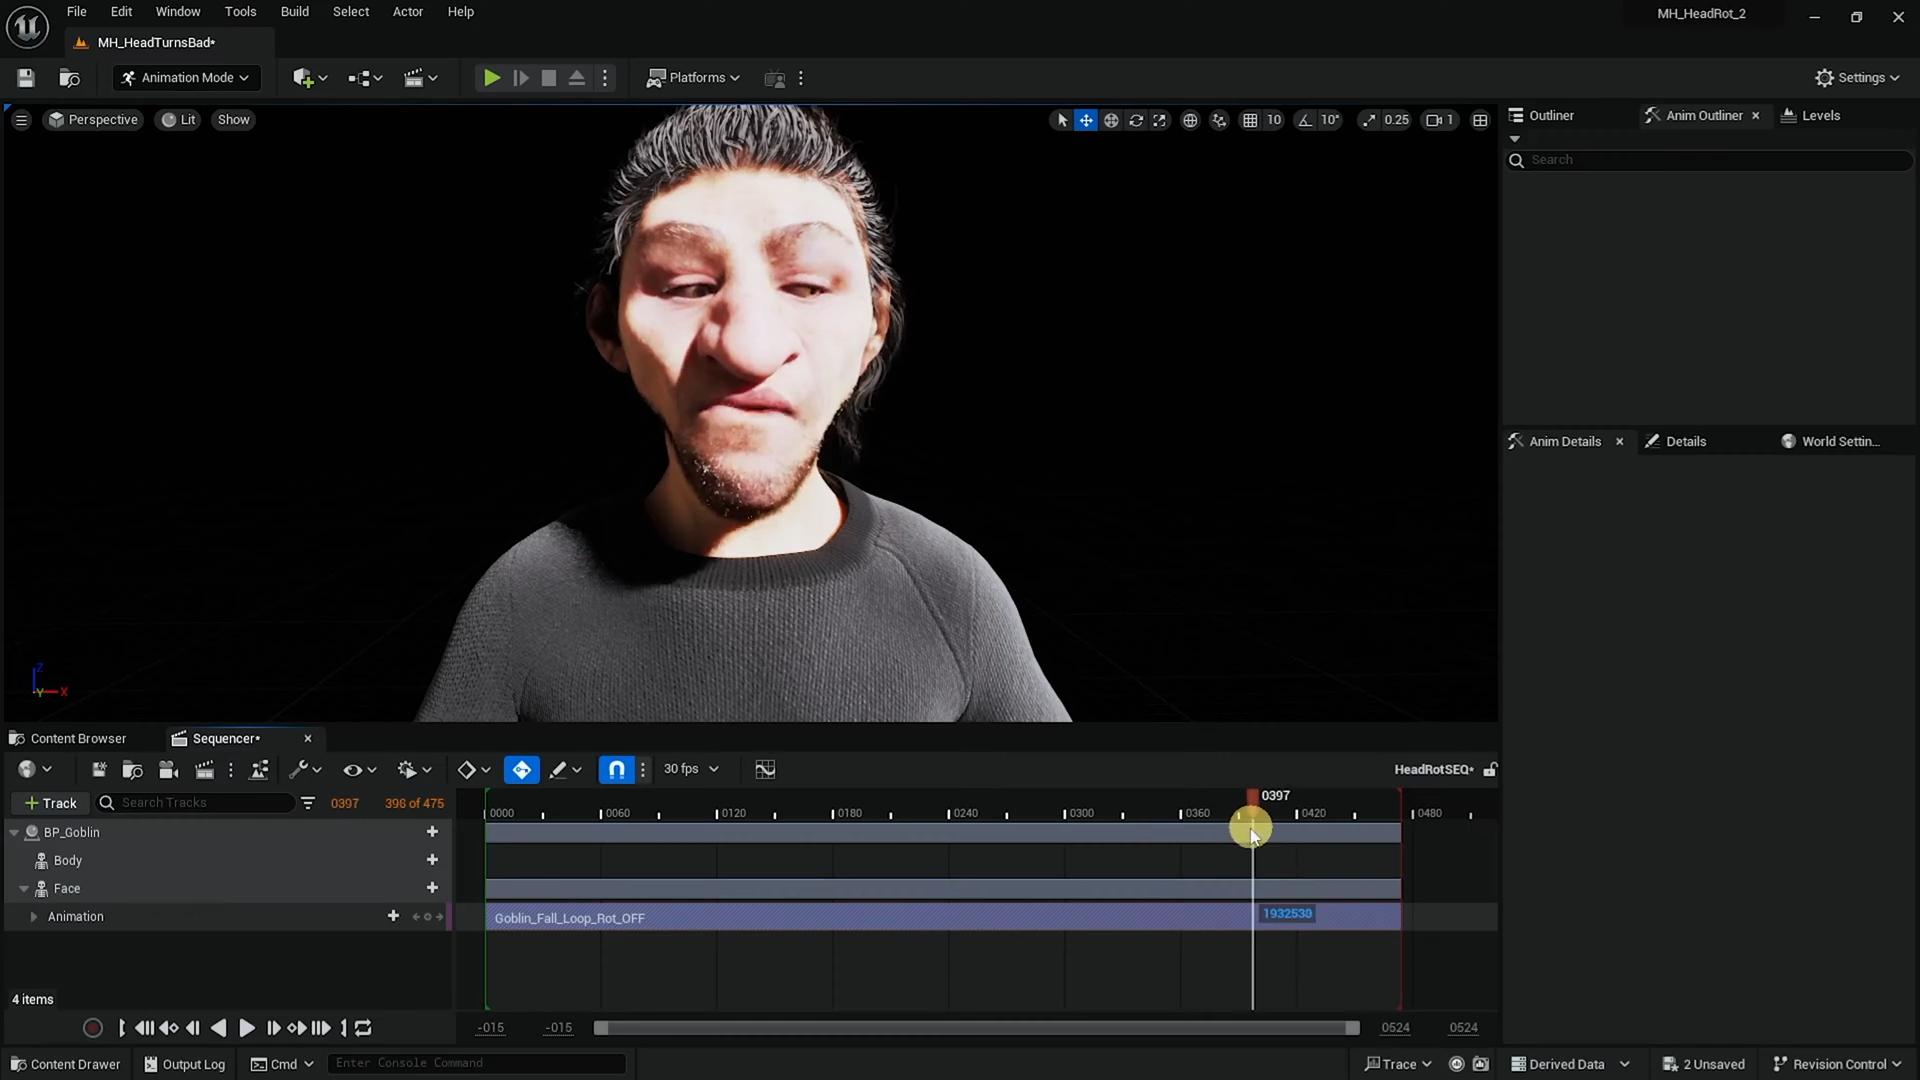 File Edit Window Tools Build Select Actor Help
MH_HeadRot_2
MH_HeadTurnsBad*
Animation Mode
Platforms
Settings
Perspective Lit Show
10 10° 0.25 1
Outliner Anim Outliner Levels
Search
Anim Details Details World Settin...
Z
Y X
Content Browser Sequencer*
30 fps
HeadRotSEQ*
Track Search Tracks 0397 398 of 475
0397
0000 0060 0120 0180 0240 0300 0360 0420 0480
BP_Goblin
Body
Face
Animation
Goblin_Fall_Loop_Rot_OFF
1932530
4 items
-015 -015 0524 0524
Content Drawer Output Log Cmd Enter Console Command
Trace Derived Data 2 Unsaved Revision Control